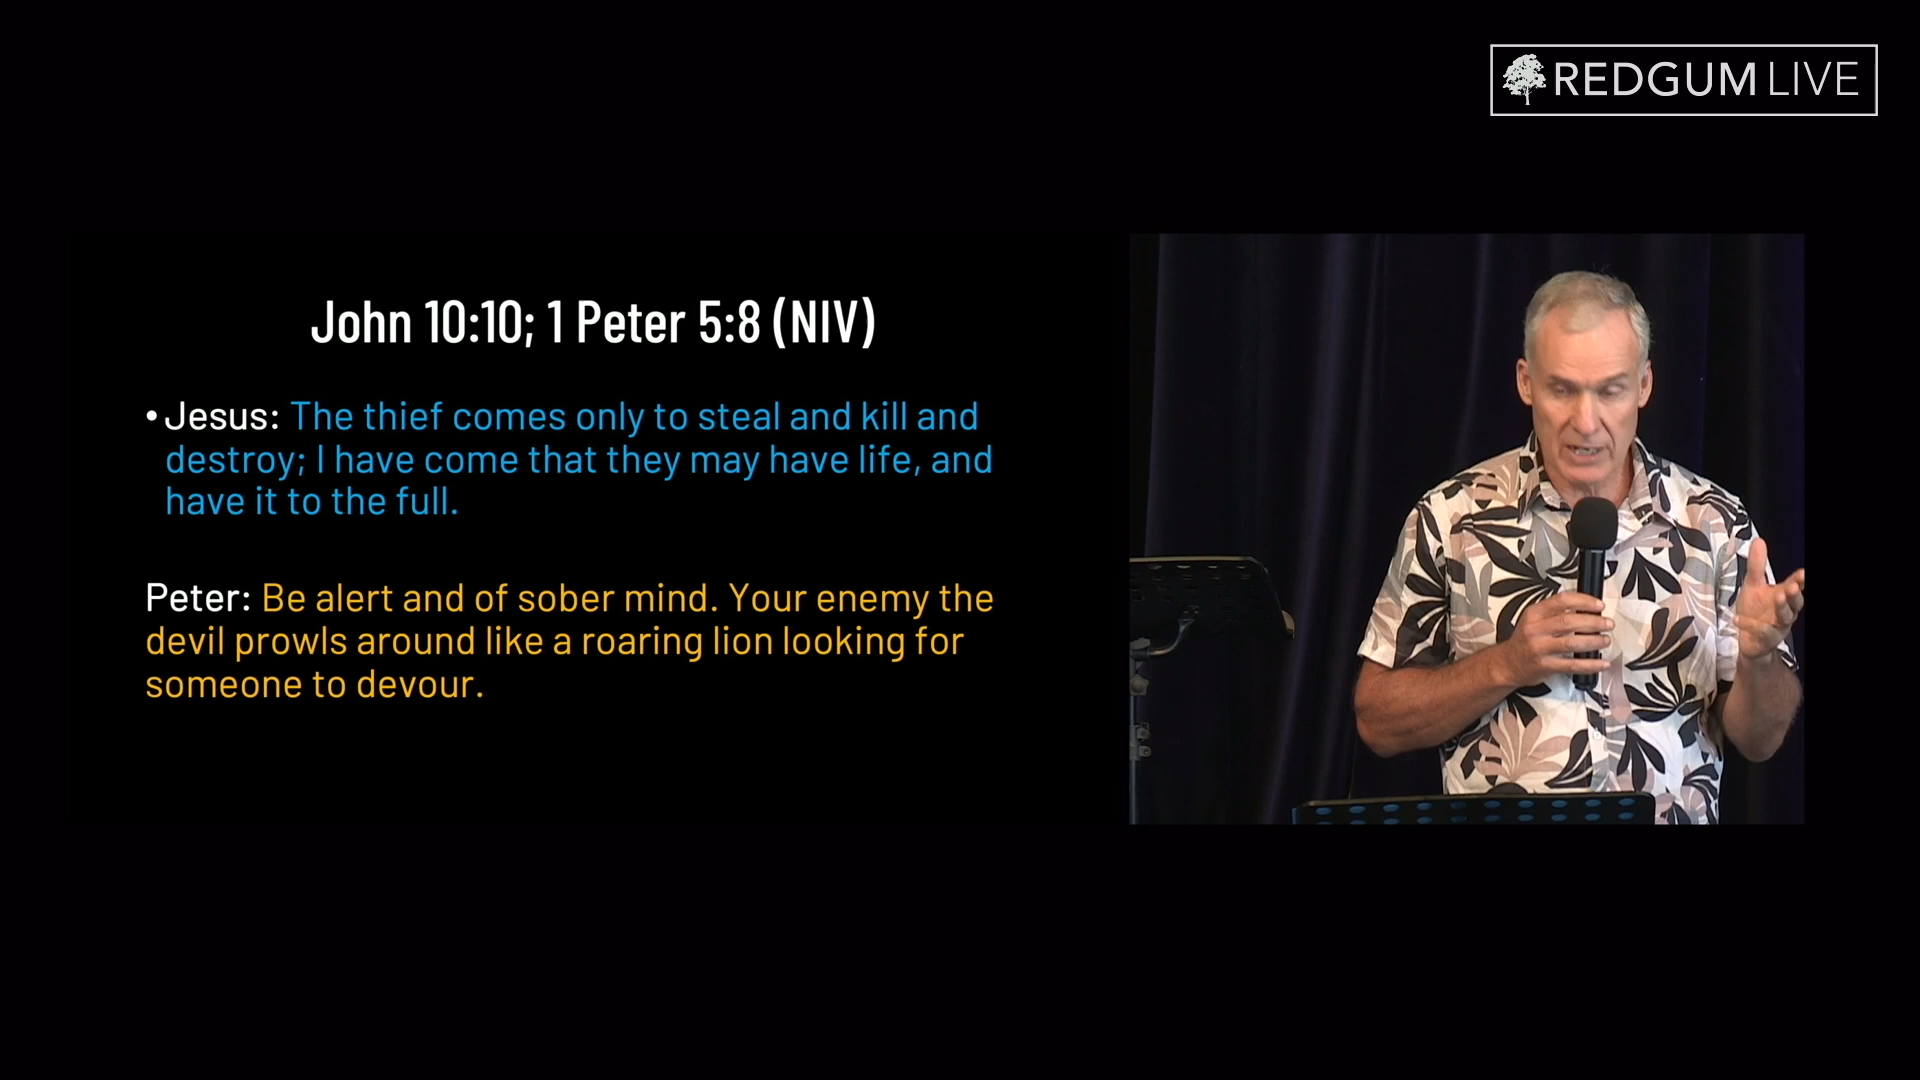 REDGUM LIVE
John 10:10; 1 Peter 5:8 (NIV)
• Jesus: The thief comes only to steal and kill and
destroy; I have come that they may have life, and
have it to the full.
Peter: Be alert and of sober mind. Your enemy the
devil prowls around like a roaring lion looking for
someone to devour.